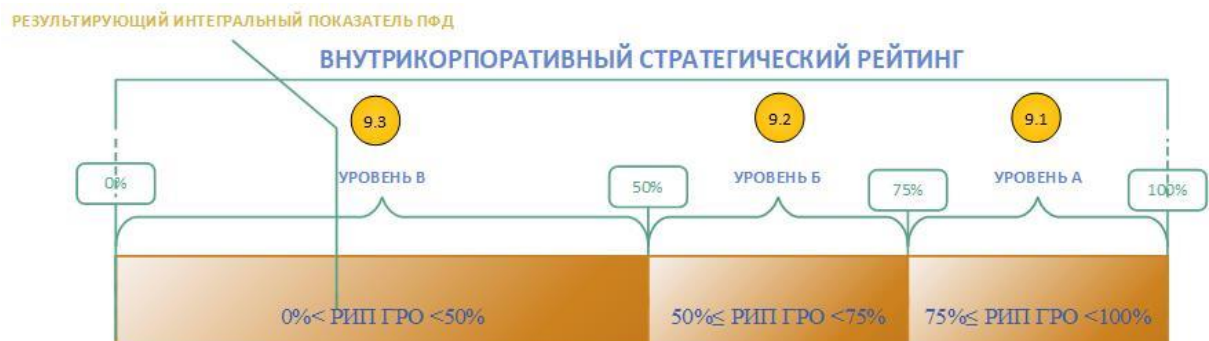 РЕЗУЛЬТИРУЮЩИЙ ИНТЕГРАЛЬНЫЙ ПОКАЗАТЕЛЬ ПФД
ВНУТРИКОРПОРАТИВНЫЙ СТРАТЕГИЧЕСКИЙ РЕЙТИНГ
9.3
9.2
9.1
0%
УРОВЕНЬ В
50%
УРОВЕНЬ Б
75%
УРОВЕНЬ А
100%
0%< РИП ГРО <50%
50%≤ РИП ГРО <75%
75%≤ РИП ГРО <100%